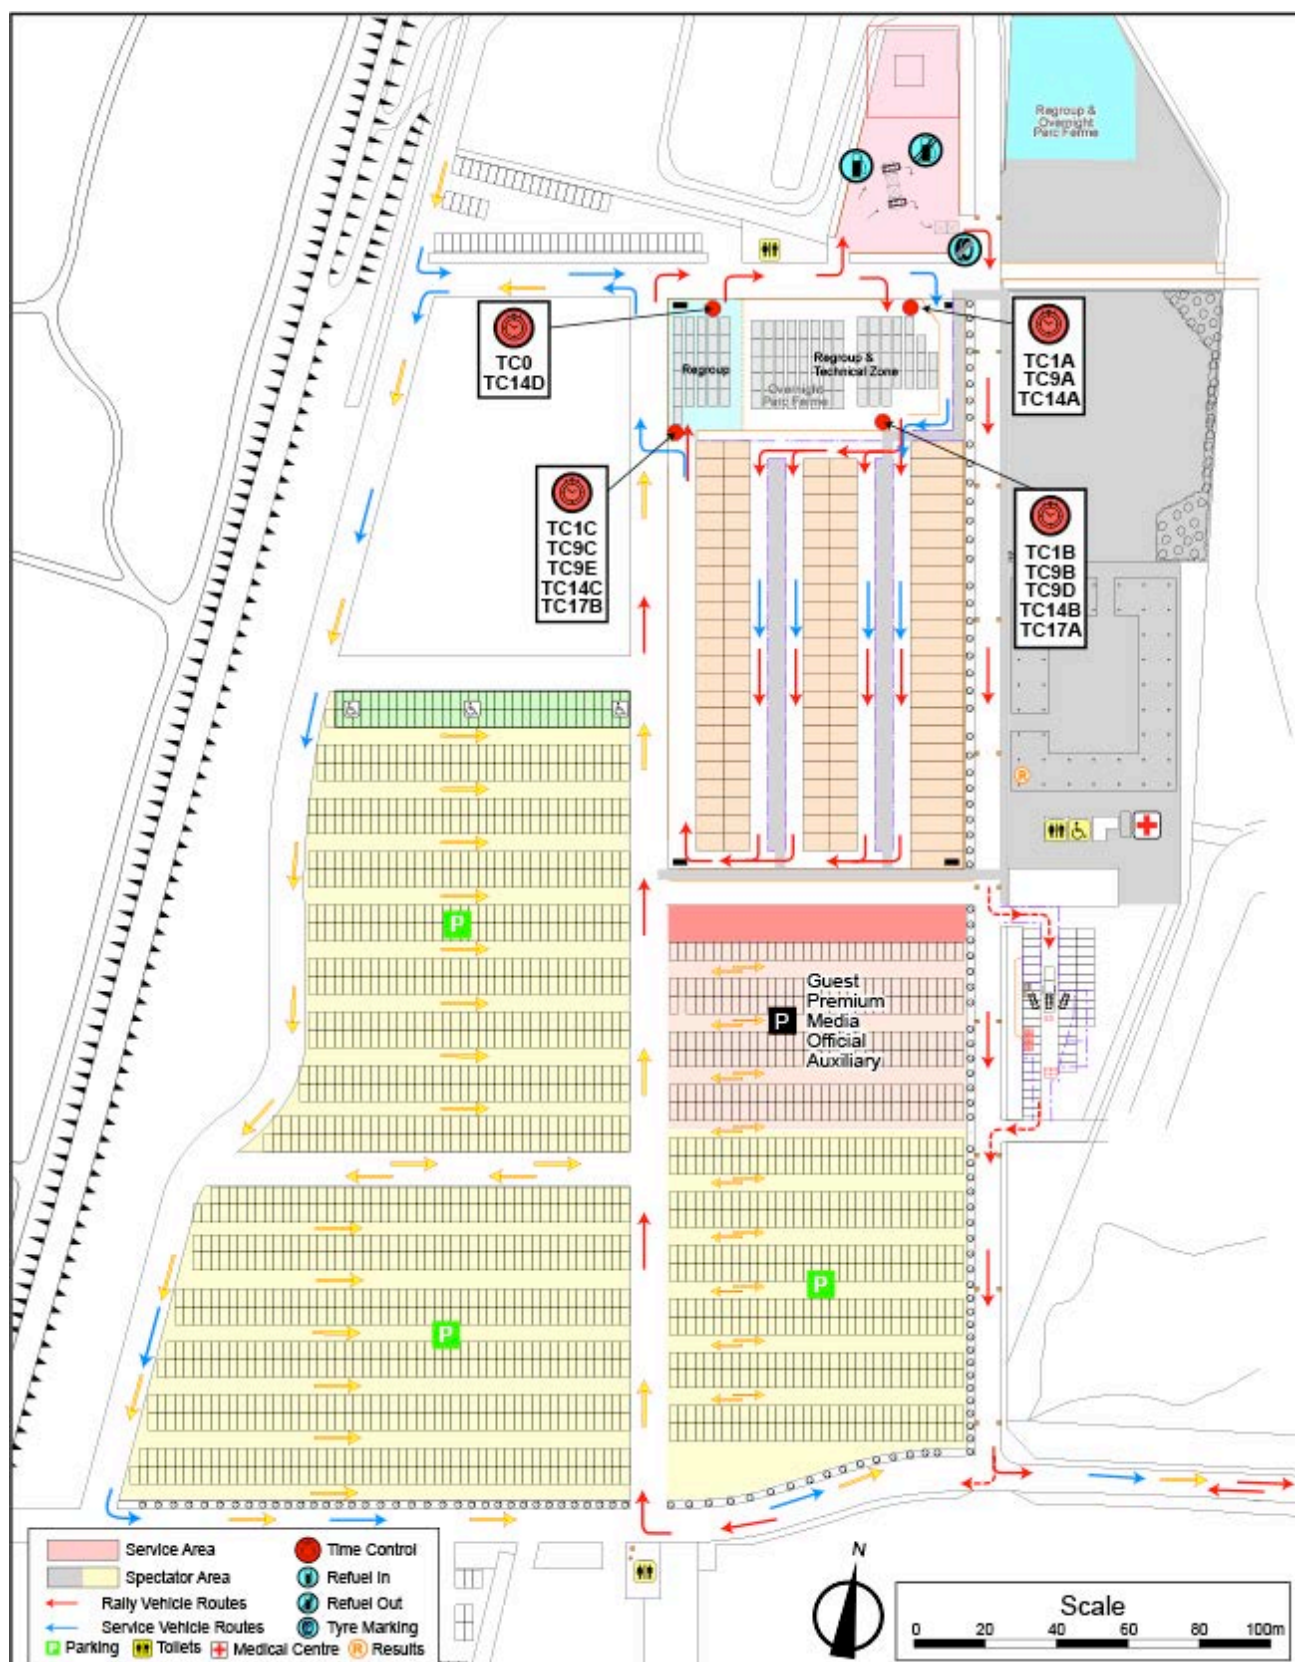 Regroup &
Overnight
Parc Ferme
TC0
TC14D
Regroup
Regroup &
Technical Zone
Overnight
Parc Ferme
TC1A
TC9A
TC14A
TC1C
TC9C
TC9E
TC14C
TC17B
TC1B
TC9B
TC9D
TC14B
TC17A
R
P
P
Guest
Premium
Media
Official
Auxiliary
P
P
Service Area
Time Control
Spectator Area
Refuel In
Rally Vehicle Routes
Refuel Out
Service Vehicle Routes
Tyre Marking
P Parking
Toilets
Medical Centre
R Results
N
Scale
0 20 40 60 80 100m